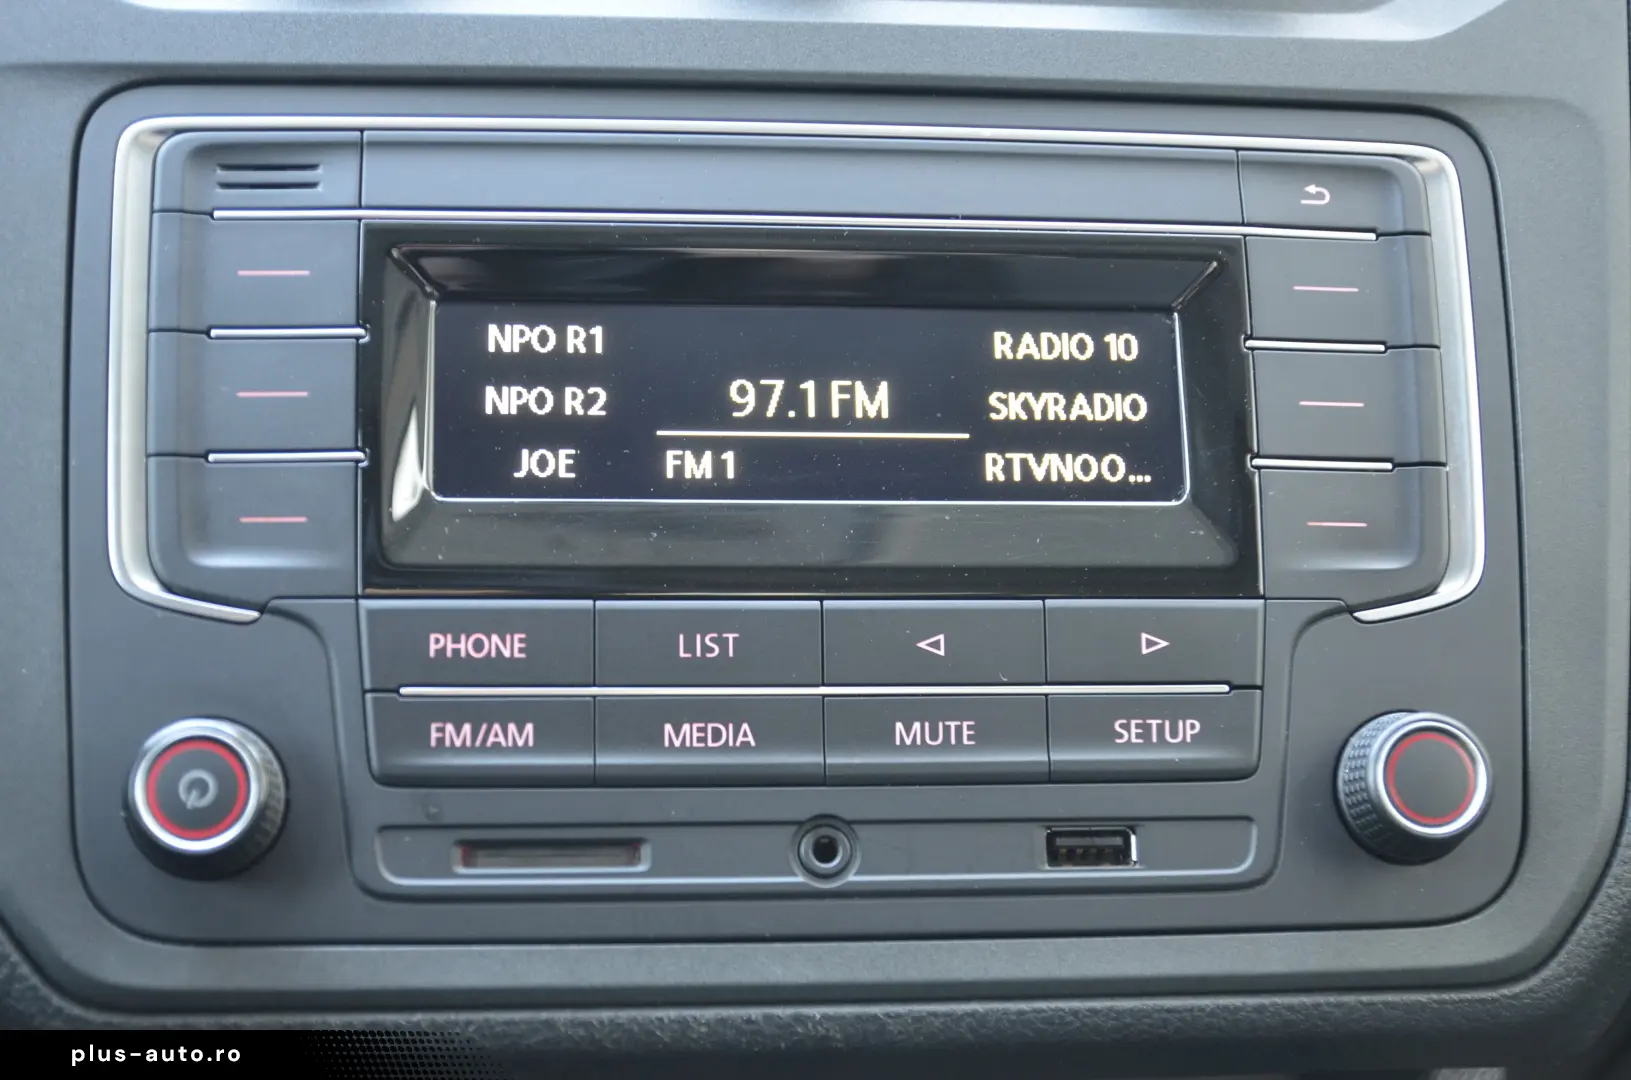 NPO R1
RADIO 10
NPO R2
97.1 FM
SKYRADIO
JOE
FM 1
RTVNOO...
PHONE
LIST
FM/AM
MEDIA
MUTE
SETUP
plus-auto.ro